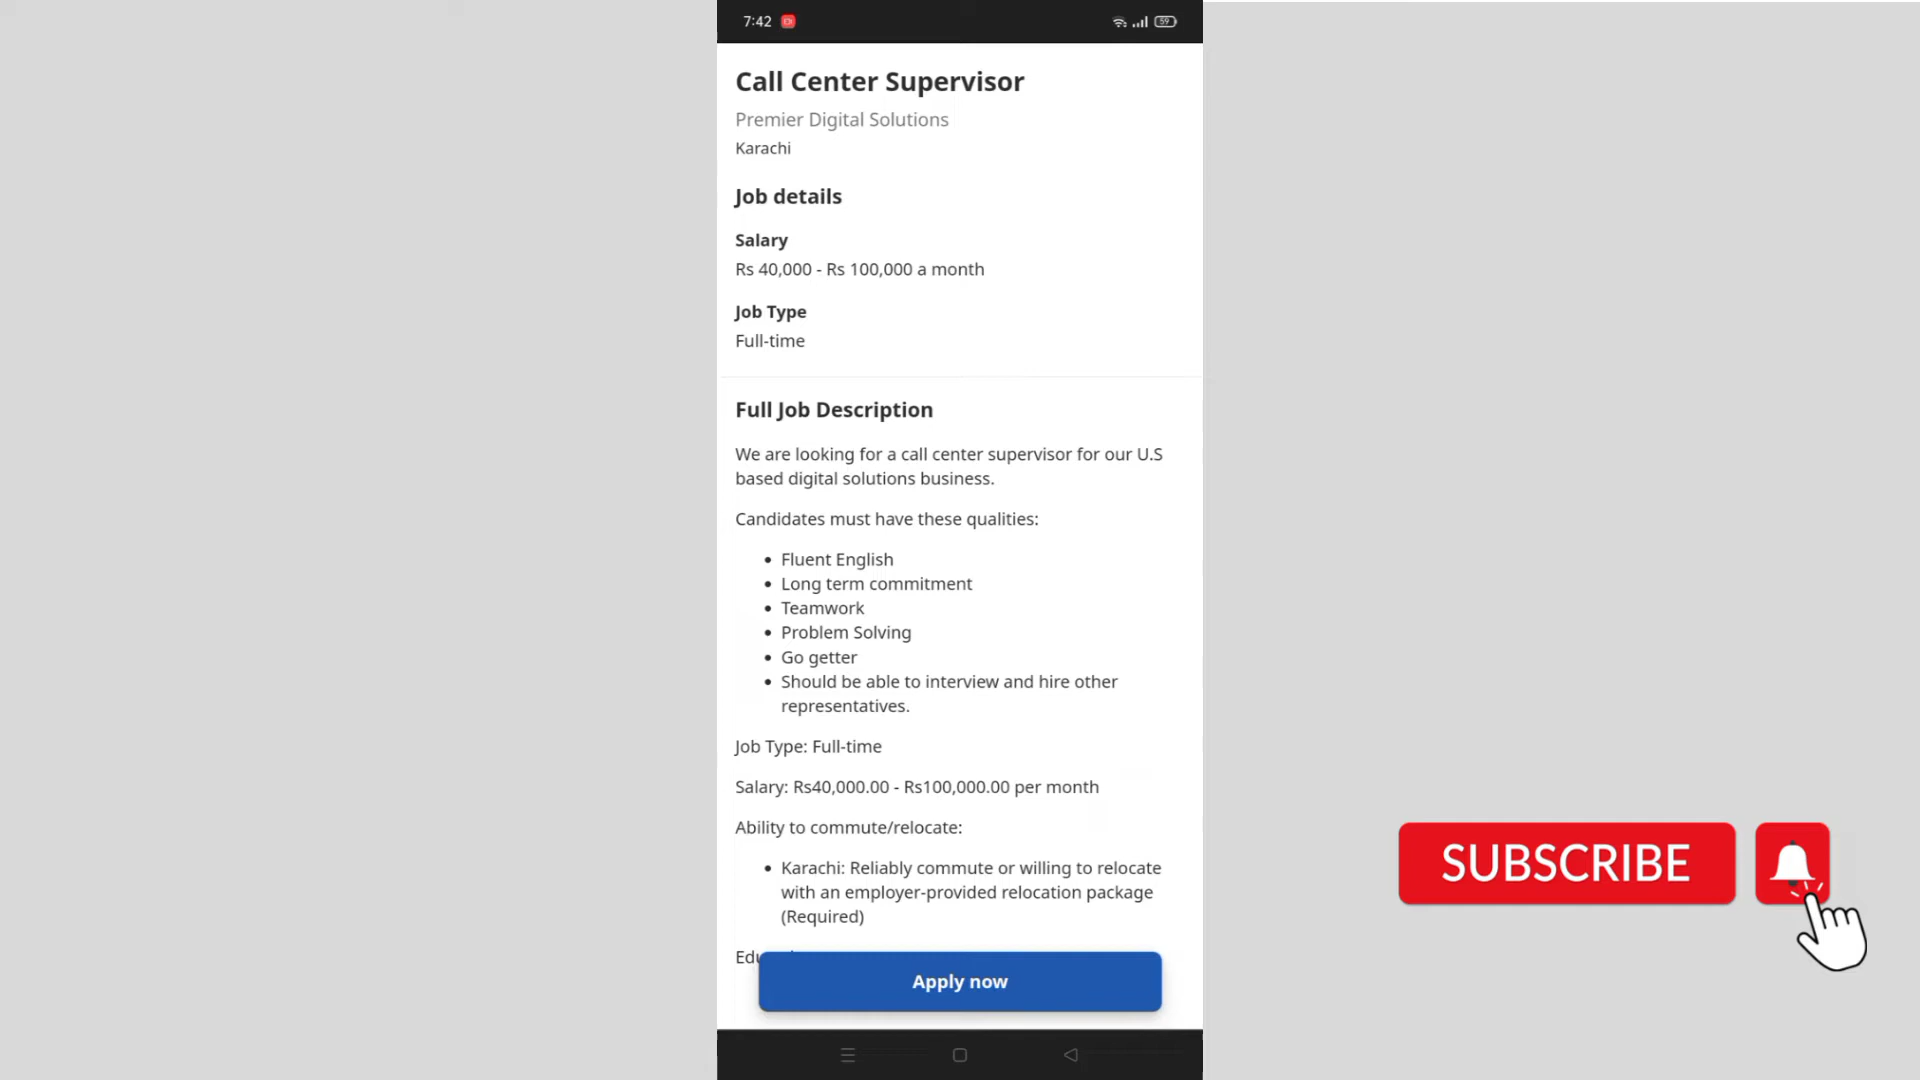 7:42
59
Call Center Supervisor
Premier Digital Solutions
Karachi
Job details
Salary
Rs 40,000 - Rs 100,000 a month
Job Type
Full-time
Full Job Description
We are looking for a call center supervisor for our U.S
based digital solutions business.
Candidates must have these qualities:
• Fluent English
• Long term commitment
• Teamwork
• Problem Solving
• Go getter
• Should be able to interview and hire other
representatives.
Job Type: Full-time
Salary: Rs40,000.00 - Rs100,000.00 per month
Ability to commute/relocate:
• Karachi: Reliably commute or willing to relocate
with an employer-provided relocation package
(Required)
Apply now
SUBSCRIBE